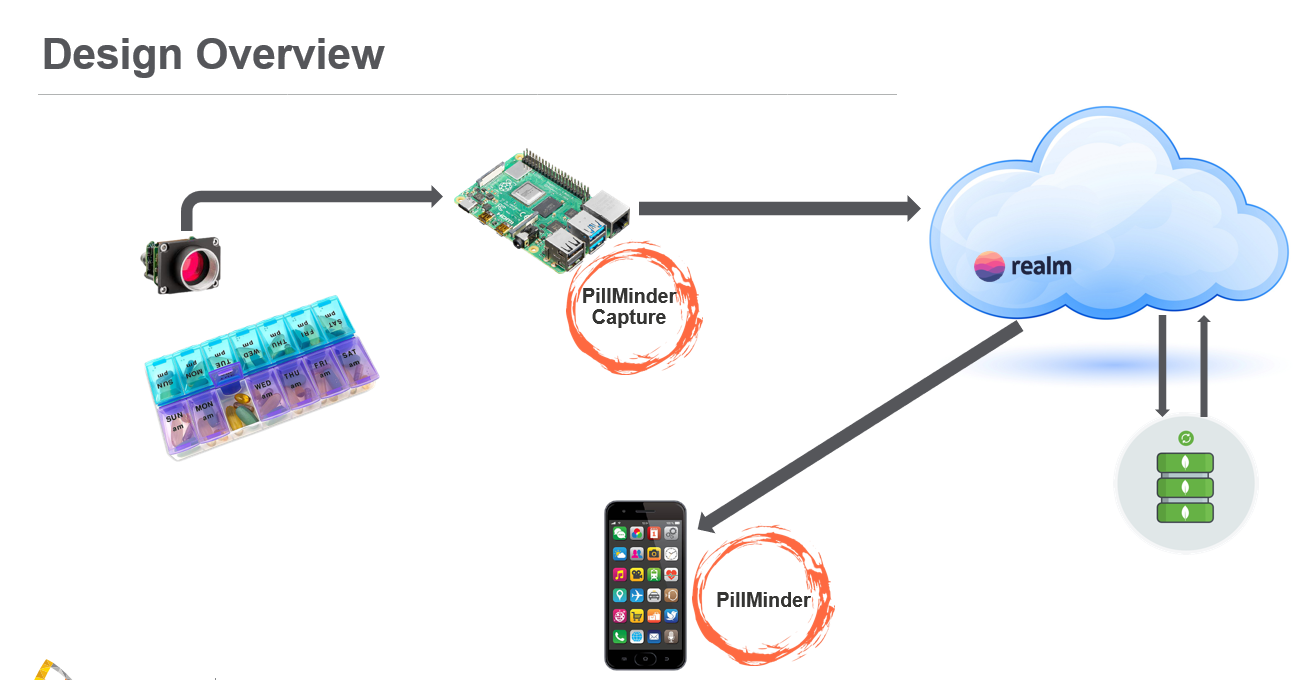 Design Overview
realm
PillMinder
Capture
SUN
pm
MON
pm
TUE
pm
WED
pm
THU
pm
FRI
pm
SAT
pm
SUN
am
MON
am
WED
am
THU
am
FRI
am
SAT
am
PillMinder